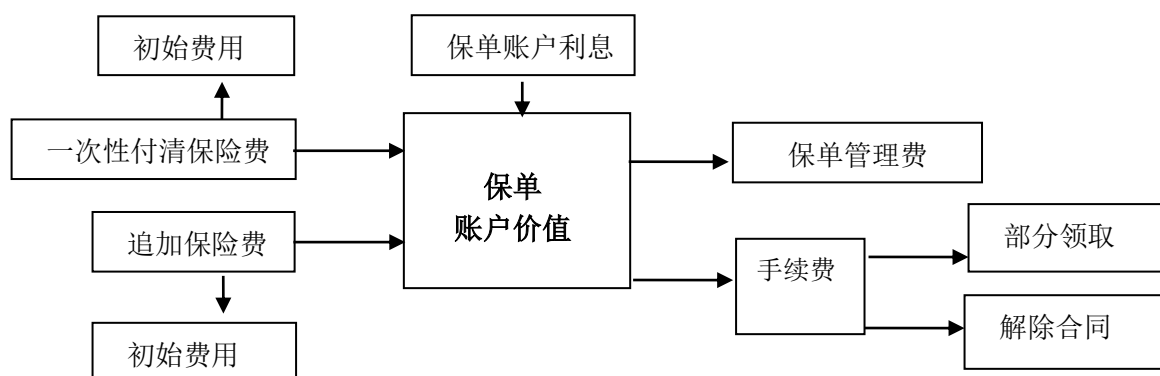 初始费用
保单账户利息
一次性付清保险费
保单
账户价值
保单管理费
追加保险费
手续费
部分领取
解除合同
初始费用